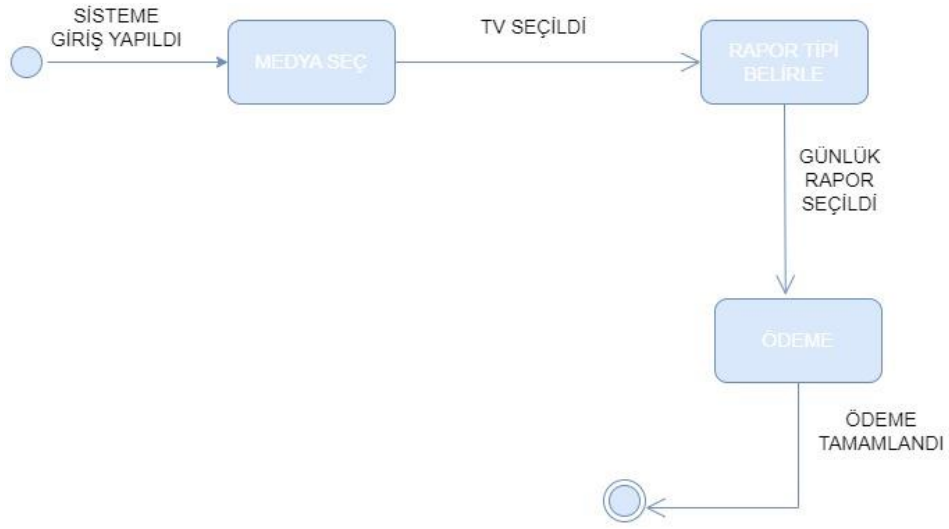 SİSTEME
GİRİŞ YAPILDI
MEDYA SEÇ
TV SEÇİLDİ
RAPOR TİPİ
BELİRLE
GÜNLÜK
RAPOR
SEÇİLDİ
ÖDEME
ÖDEME
TAMAMLANDI